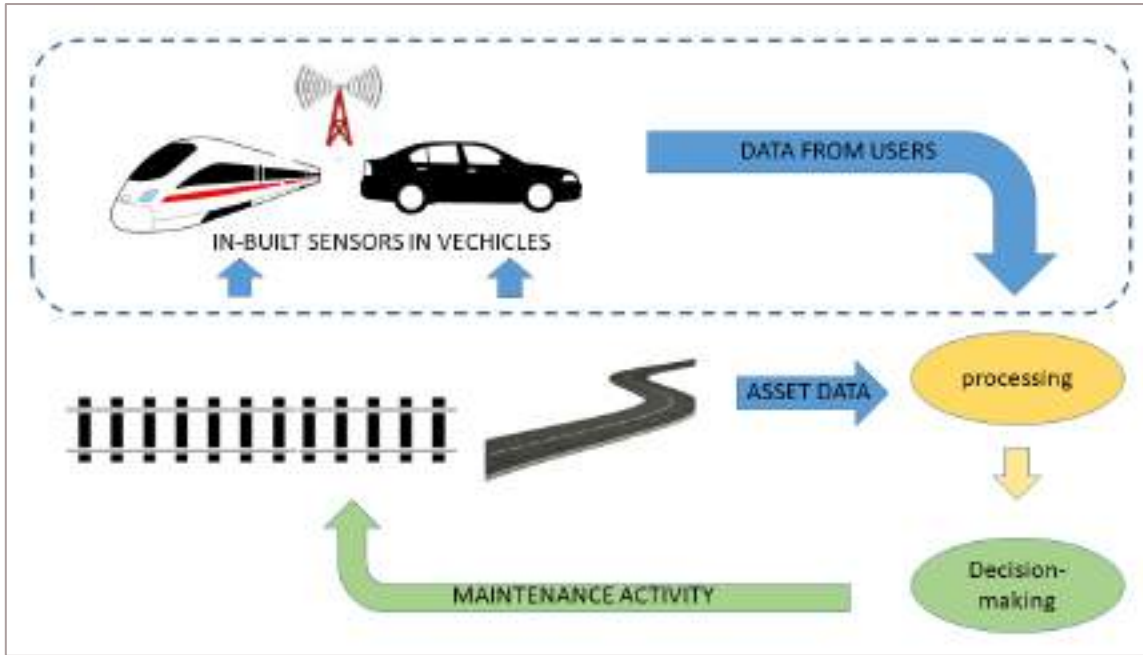 DATA FROM USERS
IN-BUILT SENSORS IN VECHICLES
processing
ASSET DATA
Decision-
making
MAINTENANCE ACTIVITY